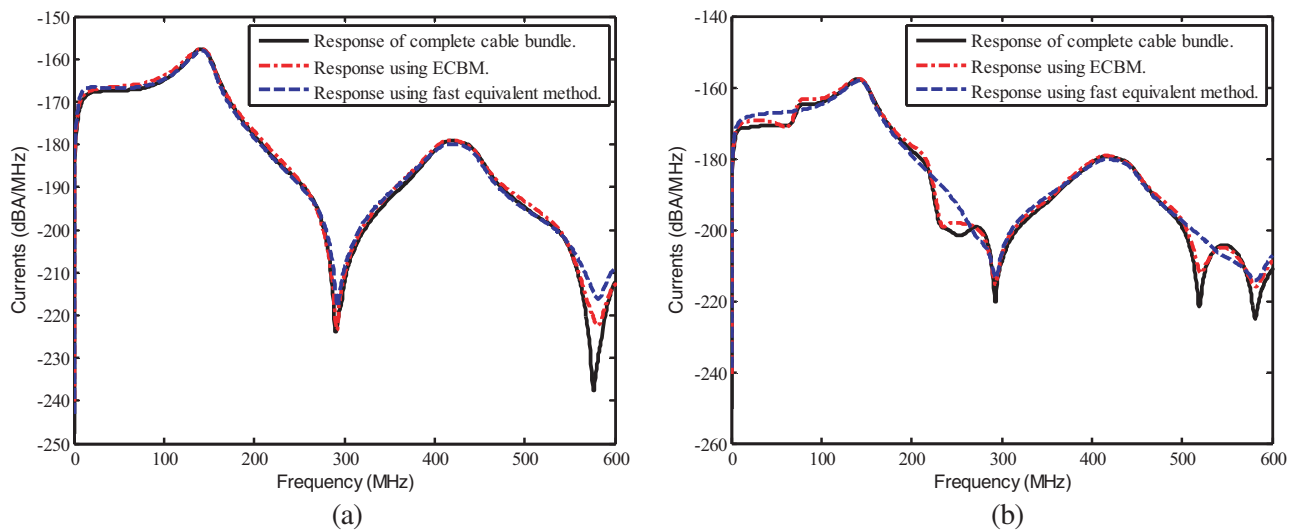 -150
-160
-170
-180
-190
-200
-210
-220
-230
-240
-250
Currents (dBA/MHz)
0 100 200 300 400 500 600
Frequency (MHz)
Response of complete cable bundle.
Response using ECBM.
Response using fast equivalent method.
(a)
-140
-160
-180
-200
-220
-240
-260
Currents (dBA/MHz)
0 100 200 300 400 500 600
Frequency (MHz)
Response of complete cable bundle.
Response using ECBM.
Response using fast equivalent method.
(b)